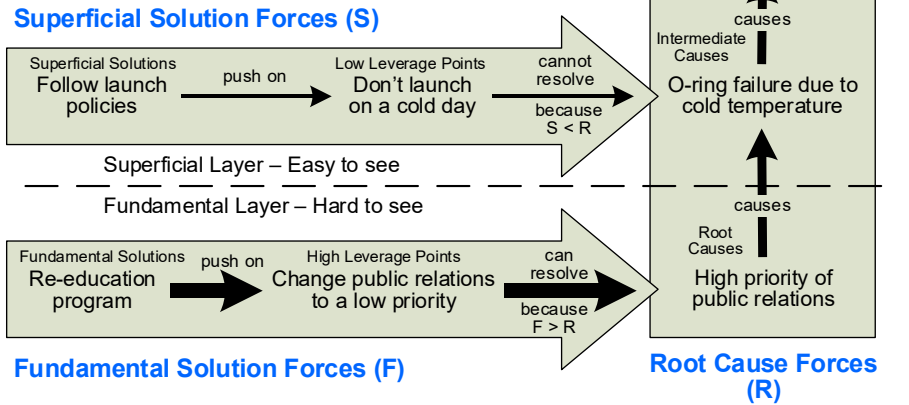 Superficial Solution Forces (S)
Superficial Solutions
Follow launch
policies
push on
Low Leverage Points
Don't launch
on a cold day
cannot
resolve
because
S < R
causes
Intermediate
Causes
O-ring failure due to
cold temperature
Superficial Layer – Easy to see
Fundamental Layer – Hard to see
causes
Root
Causes
High priority of
public relations
Fundamental Solutions
Re-education
program
push on
High Leverage Points
Change public relations
to a low priority
can
resolve
because
F > R
Fundamental Solution Forces (F)
Root Cause Forces
(R)